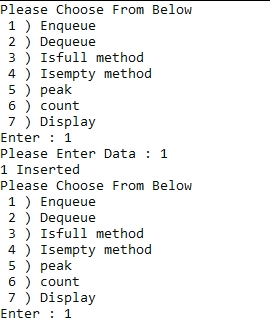 Please Choose From Below
1 ) Enqueue
2 ) Dequeue
3 ) Isfull method
4 ) Isempty method
5 ) peak
6 ) count
7 ) Display
Enter : 1
Please Enter Data : 1
1 Inserted
Please Choose From Below
1 ) Enqueue
2 ) Dequeue
3 ) Isfull method
4 ) Isempty method
5 ) peak
6 ) count
7 ) Display
Enter : 1